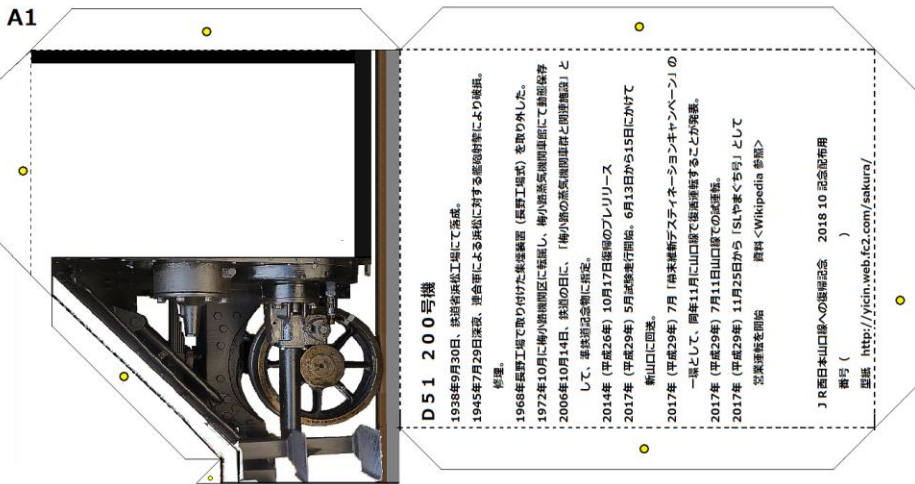 A1
D51 200号機
1938年9月30日、鉄道省浜松工場にて落成。
1945年7月29日深夜、連合軍による浜松に対する艦砲射撃により破損。
修理。
1968年長野工場で取り付けた集煙装置（長野工場式）を取り外した。
1972年10月に梅小路機関区に転属し、梅小路蒸気機関車館にて動態保存
2006年10月14日、鉄道の日に、「梅小路の蒸気機関車群と関連施設」と
して、準鉄道記念物に指定。
2014年（平成26年）10月17日復帰のプレリリース
2017年（平成29年）5月試験走行開始。6月13日から15日にかけて
新山口に回送。
2017年（平成29年）7月「幕末維新デスティネーションキャンペーン」の
一環として、同年11月に山口線で復活運転することが発表。
2017年（平成29年）7月11日山口線での試運転。
2017年（平成29年）11月25日から「SLやまぐち号」として
営業運転を開始　　資料<Wikipedia 参照>
JR西日本山口線への復帰記念　2018 10 記念配布用
番号（　　　　　　　）
型紙　http://yicin.web.fc2.com/sakura/